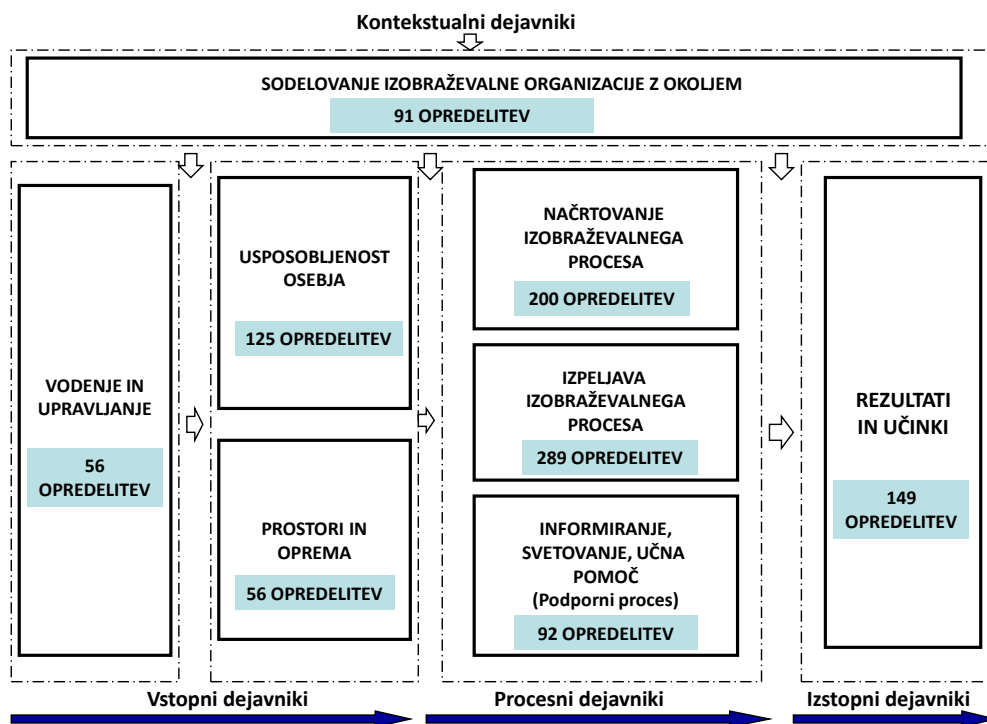 Kontekstualni dejavniki
SODELOVANJE IZOBRAŽEVALNE ORGANIZACIJE Z OKOLJEM
91 OPREDELITEV
VODENJE IN
UPRAVLJANJE
56
OPREDELITEV
USPOSOBLJENOST
OSEBJA
125 OPREDELITEV
PROSTORI IN
OPREMA
56 OPREDELITEV
NAČRTOVANJE
IZOBRAŽEVALNEGA
PROCESA
200 OPREDELITEV
IZPELJAVA
IZOBRAŽEVALNEGA
PROCESA
289 OPREDELITEV
INFORMIRANJE,
SVETOVANJE, UČNA
POMOČ
(Podporni proces)
92 OPREDELITEV
REZULTATI
IN UČINKI
149
OPREDELITEV
Vstopni dejavniki
Procesni dejavniki
Izstopni dejavniki